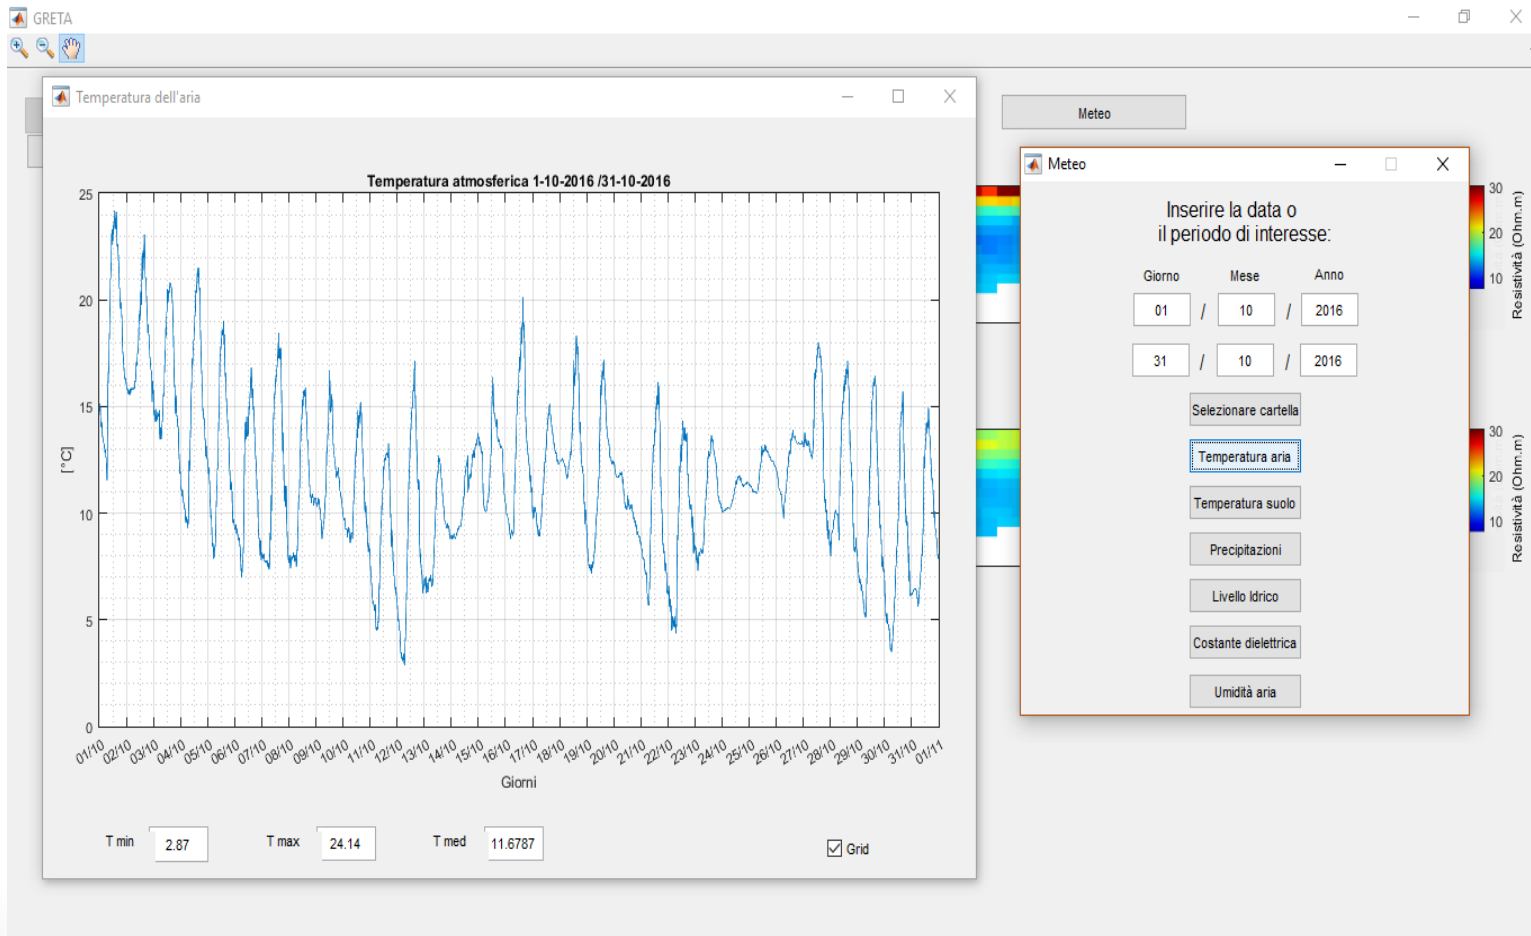 GRETA
Temperatura dell'aria
Temperatura atmosferica 1-10-2016 /31-10-2016
25
20
15
10
5
0
[°C]
01/10 02/10 03/10 04/10 05/10 06/10 07/10 08/10 09/10 10/10 11/10 12/10 13/10 14/10 15/10 16/10 17/10 18/10 19/10 20/10 21/10 22/10 23/10 24/10 25/10 26/10 27/10 28/10 29/10 30/10 31/10 01/11
Giorni
T min 2.87 T max 24.14 T med 11.6787
Grid
Meteo
Meteo
Inserire la data o
il periodo di interesse:
Giorno Mese Anno
01 / 10 / 2016
31 / 10 / 2016
Selezionare cartella
Temperatura aria
Temperatura suolo
Precipitazioni
Livello Idrico
Costante dielettrica
Umidità aria
30
20
10
Resistività (Ohm.m)
30
20
10
Resistività (Ohm.m)